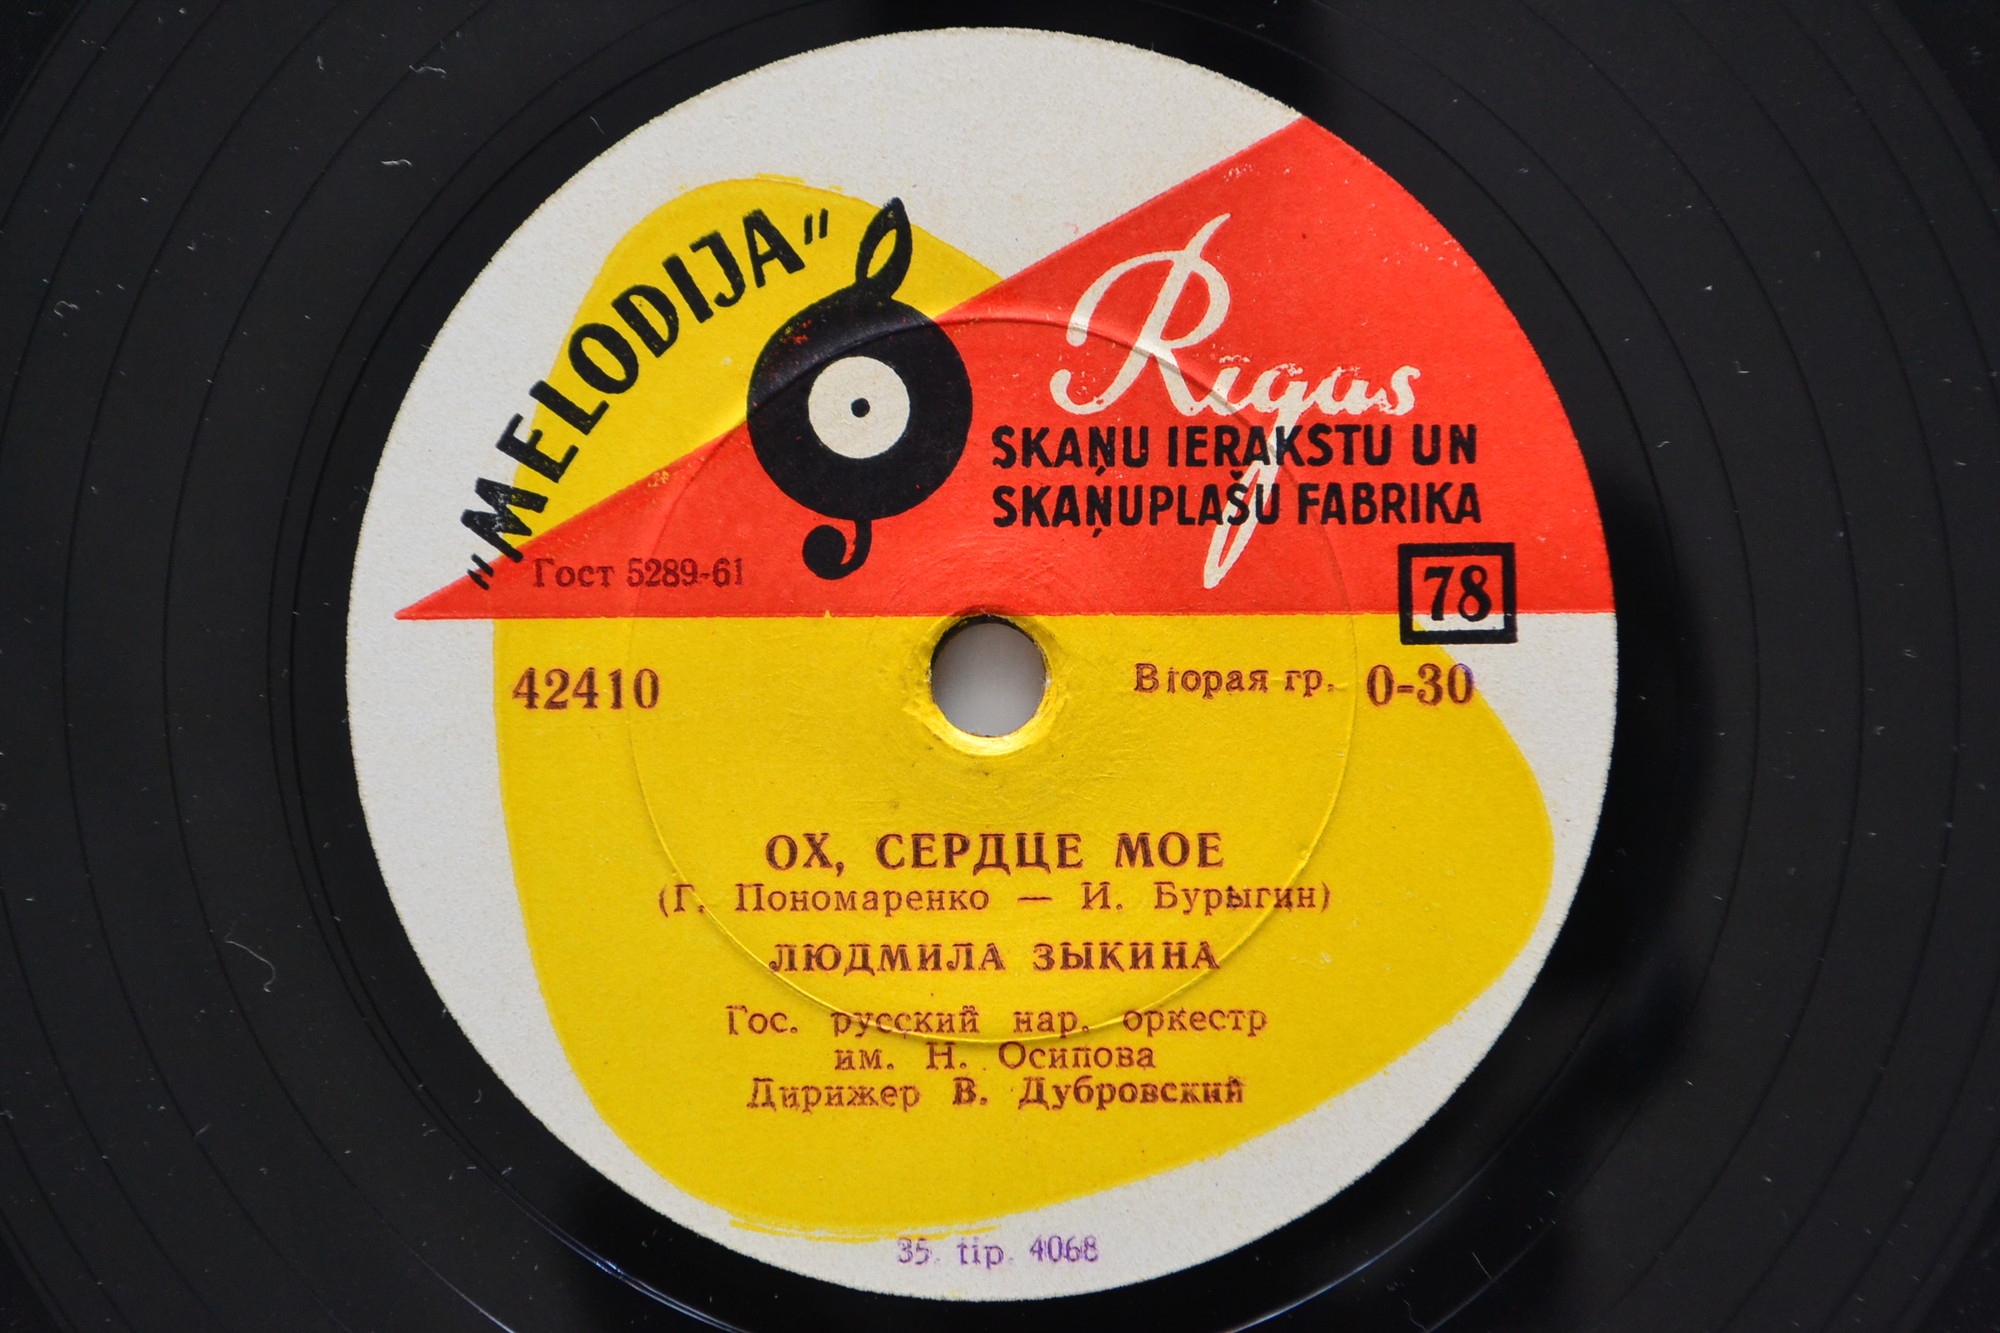 „MELODIJA"
Rīgas
SKAŅU IERAKSTU UN
SKAŅUPLAŠU FABRIKA
Гост 5289-61
78
42410
Вторая гр. 0-30
ОХ, СЕРДЦЕ МОЕ
(Г. Пономаренко — И. Бурыгин)
ЛЮДМИЛА ЗЫКИНА
Гос. русский нар. оркестр
им. Н. Осипова
Дирижер В. Дубровский
35. tip. 4068